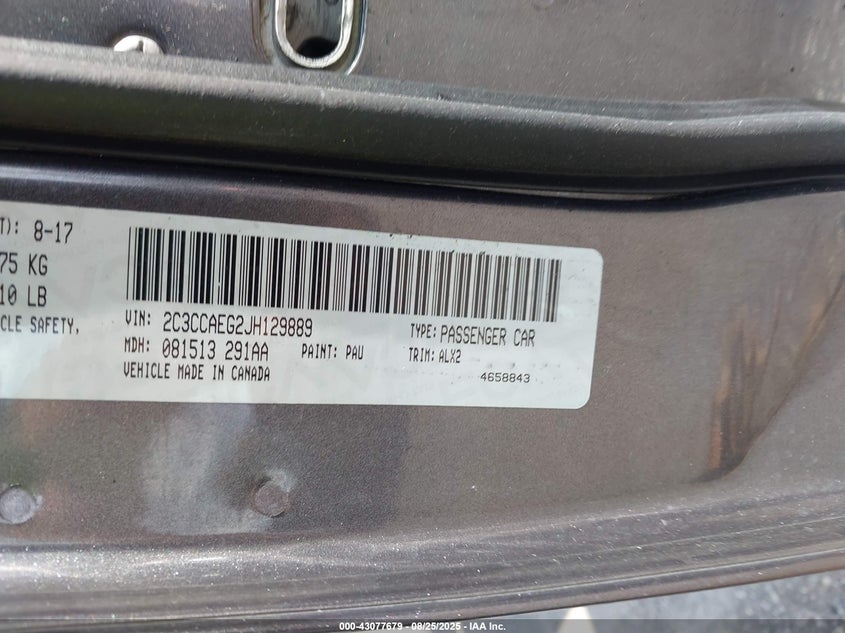 T): 8-17
75 KG
10 LB
CLE SAFETY,
VIN: 2C3CCAEG2JH129889 TYPE: PASSENGER CAR
MDH: 081513 291AA PAINT: PAU TRIM: ALX2
VEHICLE MADE IN CANADA 4658843
000-43077679 — 08/25/2025 — IAA Inc.